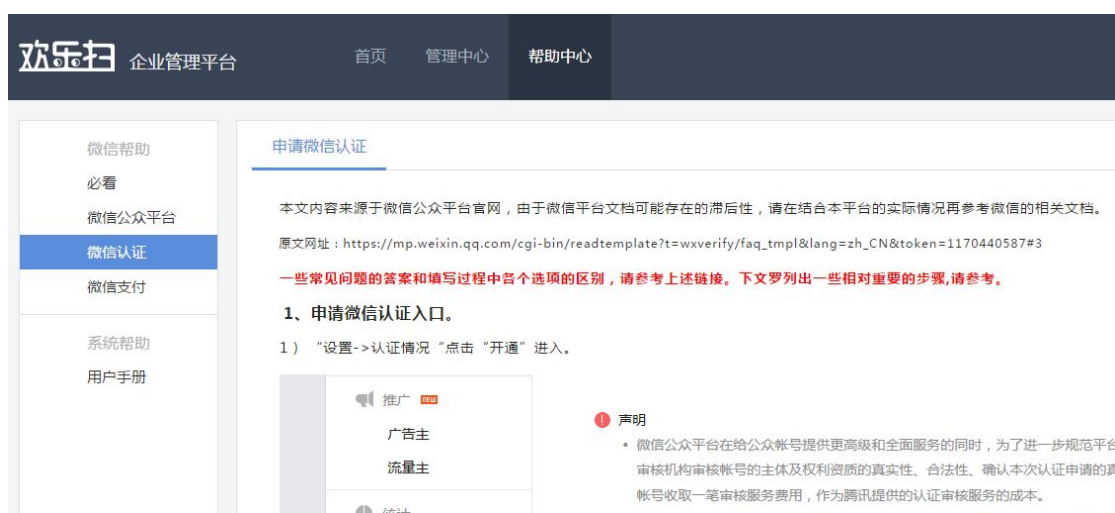 欢乐扫 企业管理平台 首页 管理中心 帮助中心
微信帮助
必看
微信公众平台
微信认证
微信支付
系统帮助
用户手册
申请微信认证
本文内容来源于微信公众平台官网，由于微信平台文档可能存在的滞后性，请在结合本平台的实际情况再参考微信的相关文档。
原文网址：https://mp.weixin.qq.com/cgi-bin/readtemplate?t=wxverify/faq_tmpl&lang=zh_CN&token=1170440587#3
一些常见问题的答案和填写过程中各个选项的区别，请参考上述链接。下文罗列出一些相对重要的步骤,请参考。
1、申请微信认证入口。
1） “设置->认证情况“点击“开通”进入。
推广 NEW
广告主
流量主
统计
声明
• 微信公众平台在给公众帐号提供更高级和全面服务的同时，为了进一步规范平台
审核机构审核帐号的主体及权利资质的真实性、合法性、确认本次认证申请的真
帐号收取一笔审核服务费用，作为腾讯提供的认证审核服务的成本。